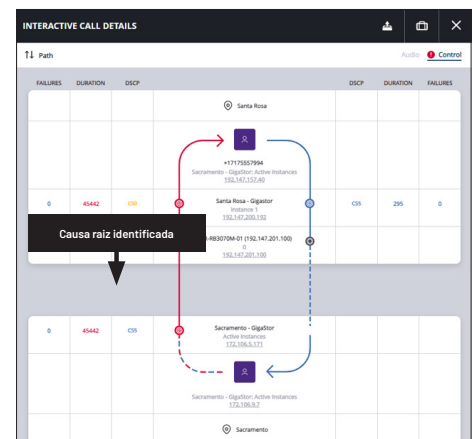 INTERACTIVE CALL DETAILS
Path
Audio
Control
FAILURES DURATION DSCP
DSCP DURATION FAILURES
Santa Rosa
+17175557994
Sacramento - GigaStor: Active Instances
192.147.157.40
0 45442 CS0
Santa Rosa - Gigastor
Instance 1
192.147.200.192
CS5 295 0
Causa raiz identificada
-RB3070M-01 (192.147.201.100)
0
192.147.201.100
0 45442 CS5
Sacramento - GigaStor
Active Instances
172.106.5.171
Sacramento - GigaStor: Active Instances
172.106.9.7
Sacramento